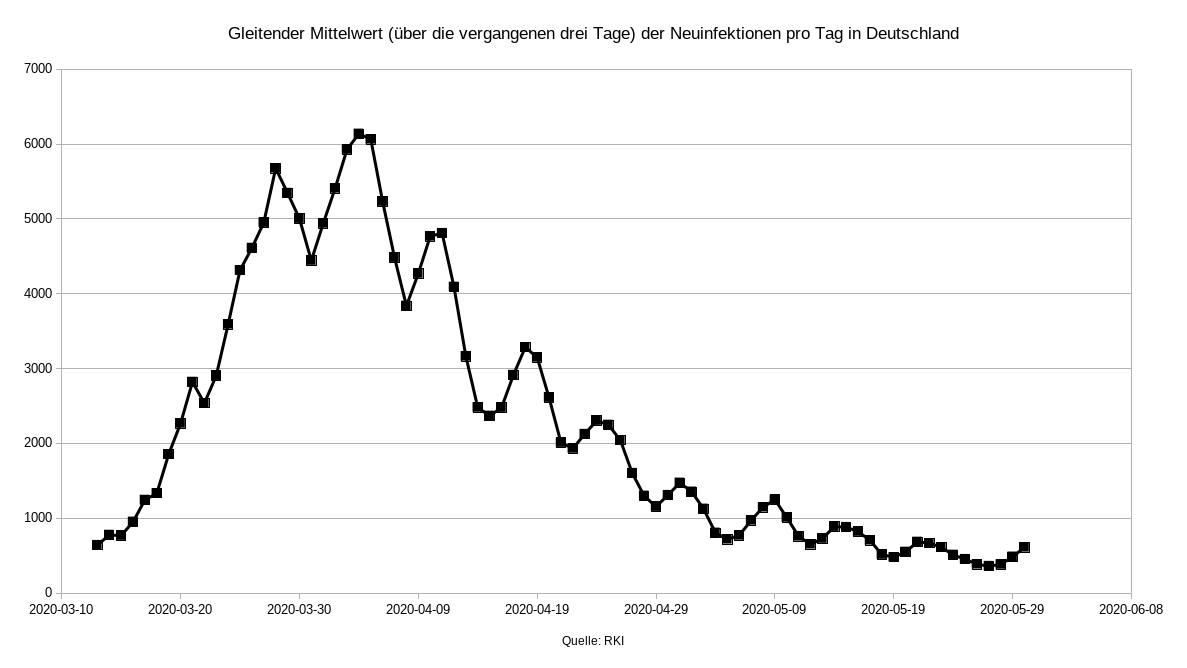 Gleitender Mittelwert (über die vergangenen drei Tage) der Neuinfektionen pro Tag in Deutschland
7000
6000
5000
4000
3000
2000
1000
0
2020-03-10 2020-03-20 2020-03-30 2020-04-09 2020-04-19 2020-04-29 2020-05-09 2020-05-19 2020-05-29 2020-06-08
Quelle: RKI